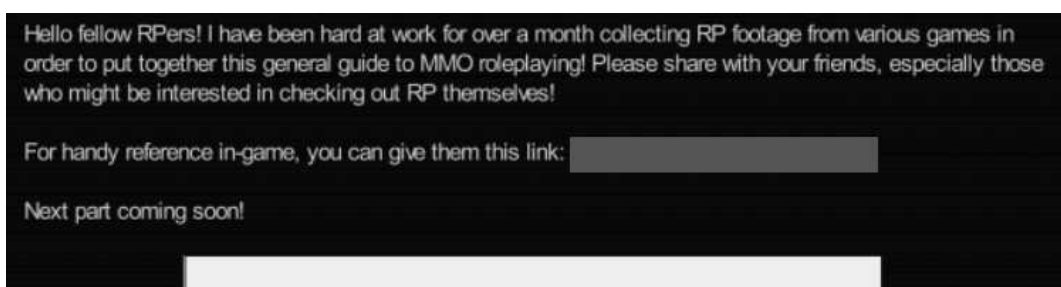 Hello fellow RPers! I have been hard at work for over a month collecting RP footage from various games in
order to put together this general guide to MMO roleplaying! Please share with your friends, especially those
who might be interested in checking out RP themselves!
For handy reference in-game, you can give them this link:
Next part coming soon!